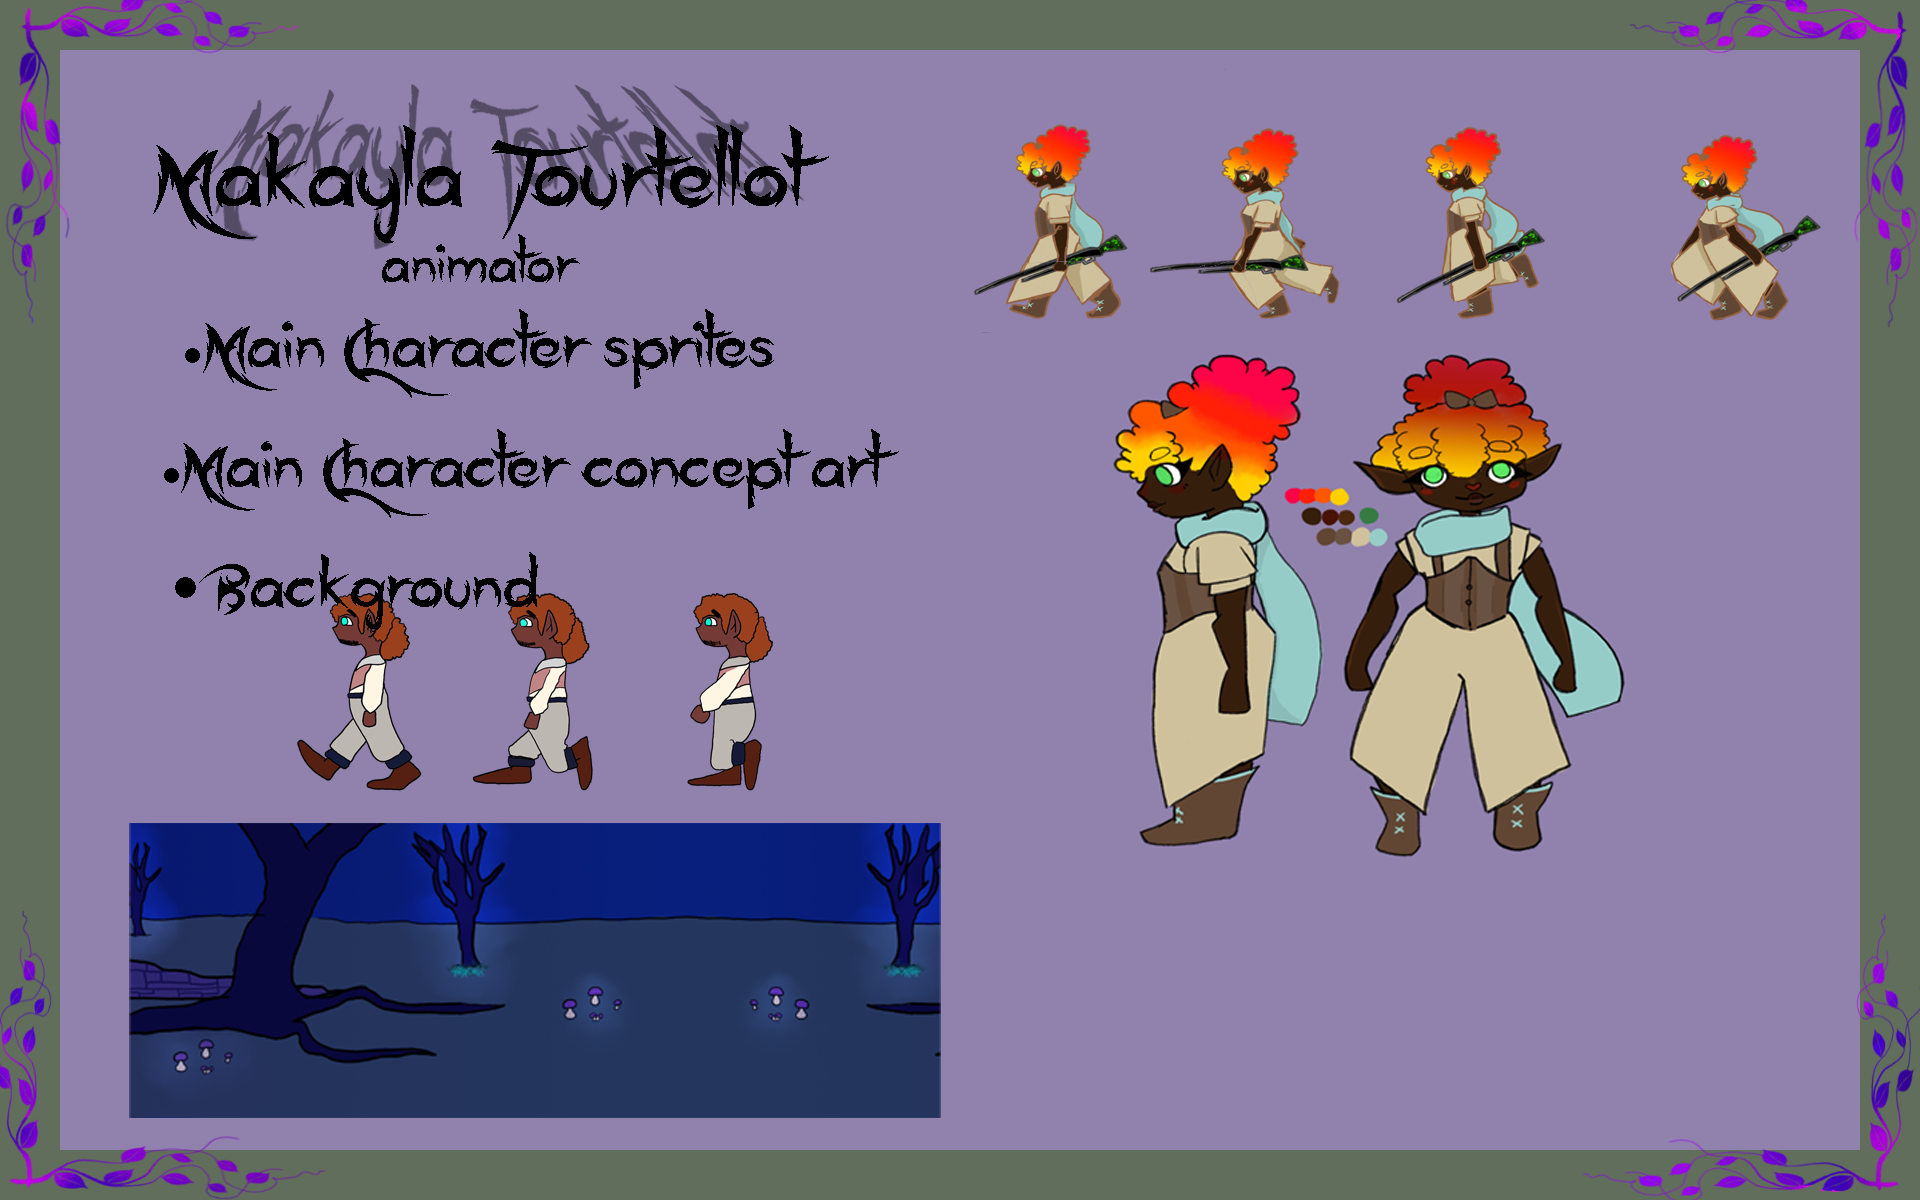 Makayla Tourtellot
animator
•Main Character sprites
•Main Character concept art
• Background